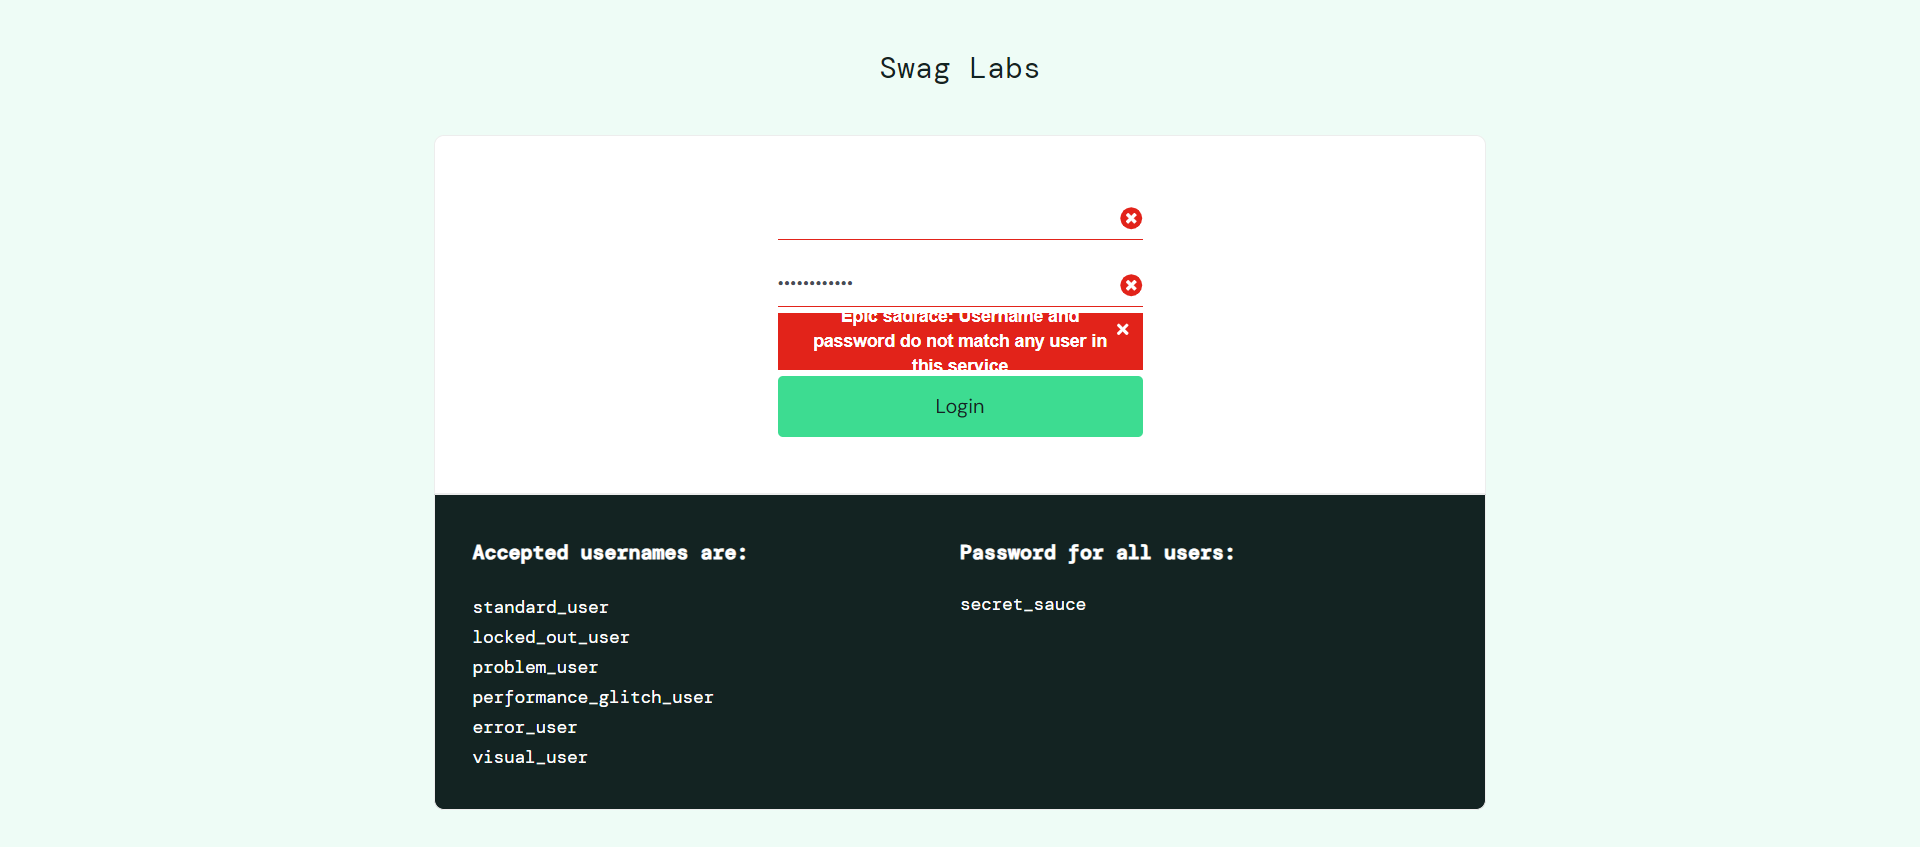 Swag Labs
••••••••••••
Epic sadface: Username and
password do not match any user in
this service
Login
Accepted usernames are:
standard_user
locked_out_user
problem_user
performance_glitch_user
error_user
visual_user
Password for all users:
secret_sauce